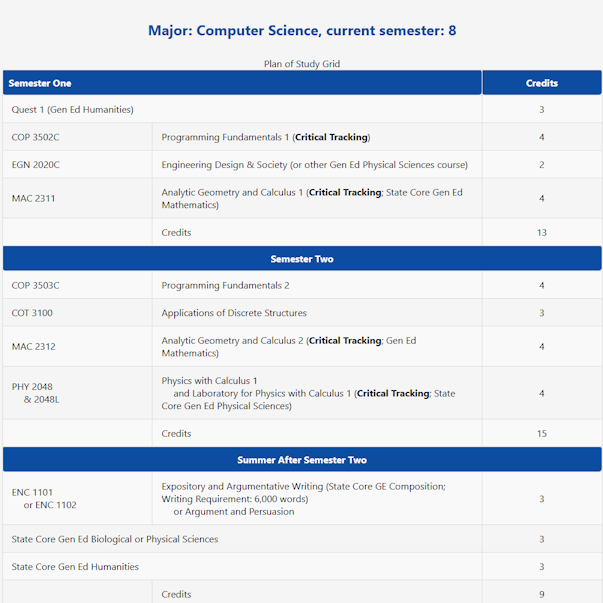 Major: Computer Science, current semester: 8
Plan of Study Grid
Semester One Credits
Quest 1 (Gen Ed Humanities) 3
COP 3502C Programming Fundamentals 1 (Critical Tracking) 4
EGN 2020C Engineering Design & Society (or other Gen Ed Physical Sciences course) 2
MAC 2311 Analytic Geometry and Calculus 1 (Critical Tracking; State Core Gen Ed
Mathematics) 4
Credits 13
Semester Two
COP 3503C Programming Fundamentals 2 4
COT 3100 Applications of Discrete Structures 3
MAC 2312 Analytic Geometry and Calculus 2 (Critical Tracking; Gen Ed
Mathematics) 4
PHY 2048
& 2048L
Physics with Calculus 1
and Laboratory for Physics with Calculus 1 (Critical Tracking; State
Core Gen Ed Physical Sciences) 4
Credits 15
Summer After Semester Two
ENC 1101
or ENC 1102
Expository and Argumentative Writing (State Core GE Composition;
Writing Requirement: 6,000 words)
or Argument and Persuasion 3
State Core Gen Ed Biological or Physical Sciences 3
State Core Gen Ed Humanities 3
Credits 9